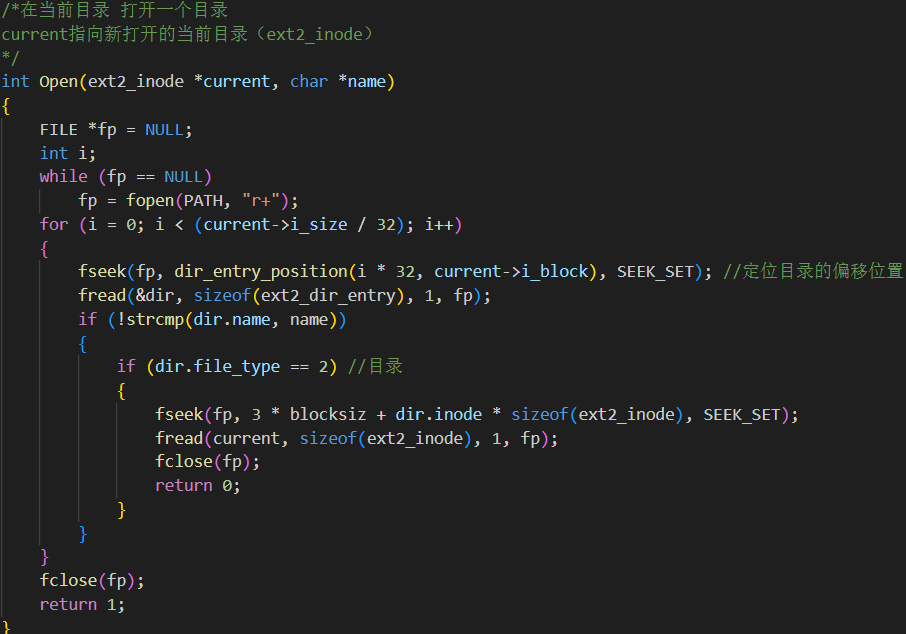 /*在当前目录 打开一个目录
current指向新打开的当前目录（ext2_inode）
*/
int Open(ext2_inode *current, char *name)
{
    FILE *fp = NULL;
    int i;
    while (fp == NULL)
        fp = fopen(PATH, "r+");
    for (i = 0; i < (current->i_size / 32); i++)
    {
        fseek(fp, dir_entry_position(i * 32, current->i_block), SEEK_SET); //定位目录的偏移位置
        fread(&dir, sizeof(ext2_dir_entry), 1, fp);
        if (!strcmp(dir.name, name))
        {
            if (dir.file_type == 2) //目录
            {
                fseek(fp, 3 * blocksiz + dir.inode * sizeof(ext2_inode), SEEK_SET);
                fread(current, sizeof(ext2_inode), 1, fp);
                fclose(fp);
                return 0;
            }
        }
    }
    fclose(fp);
    return 1;
}